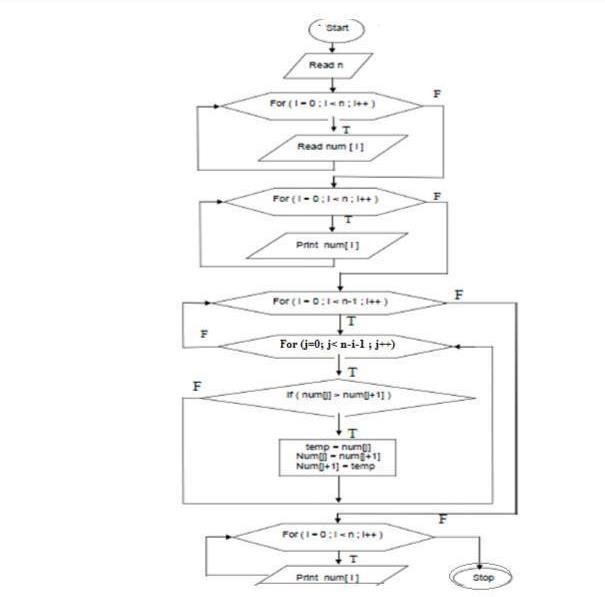 Start
Read n
For ( I = 0 ; I < n ; I++ )
F
T
Read num [ I ]
For ( I = 0 ; I < n ; I++ )
F
T
Print num[ I ]
For ( I = 0 ; I < n-1 ; I++ )
F
T
F
For (j=0; j< n-i-1 ; j++)
T
F
If ( num[j] > num[j+1] )
T
temp = num[j]
Num[j] = num[j+1]
Num[j+1] = temp
F
For ( I = 0 ; I < n ; I++ )
T
Print num[ I ]
Stop